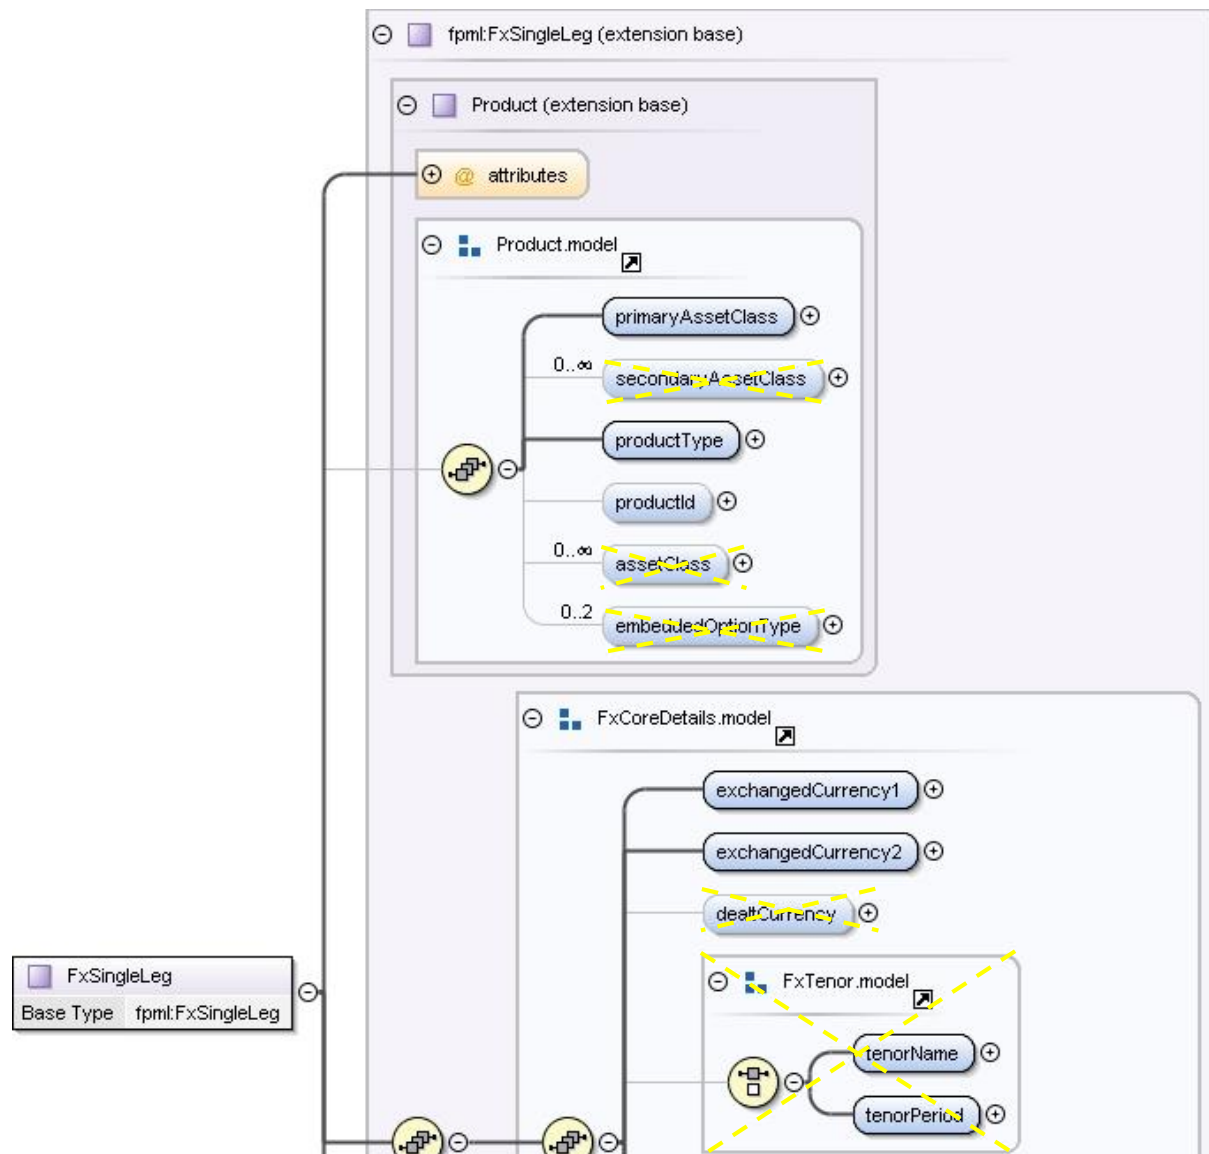 fpml:FxSingleLeg (extension base)
Product (extension base)
@ attributes
Product.model
primaryAssetClass
0..∞
secondaryAssetClass
productType
productId
0..∞
assetClass
0..2
embeddedOptionType
FxCoreDetails.model
exchangedCurrency1
exchangedCurrency2
dealtCurrency
FxSingleLeg
Base Type fpml:FxSingleLeg
FxTenor.model
tenorName
tenorPeriod